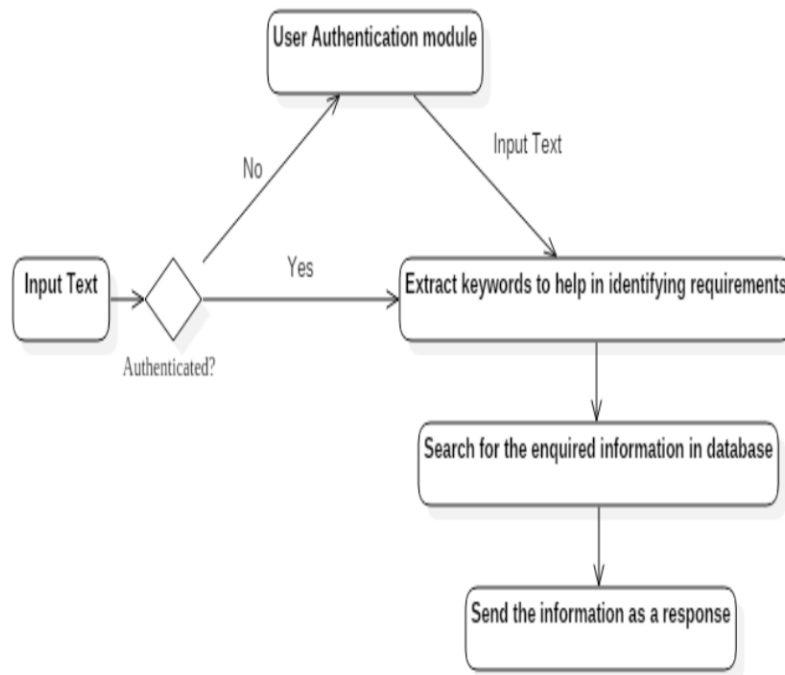 User Authentication module
Input Text
No
Yes
Input Text
Extract keywords to help in identifying requirements
Authenticated?
Search for the enquired information in database
Send the information as a response